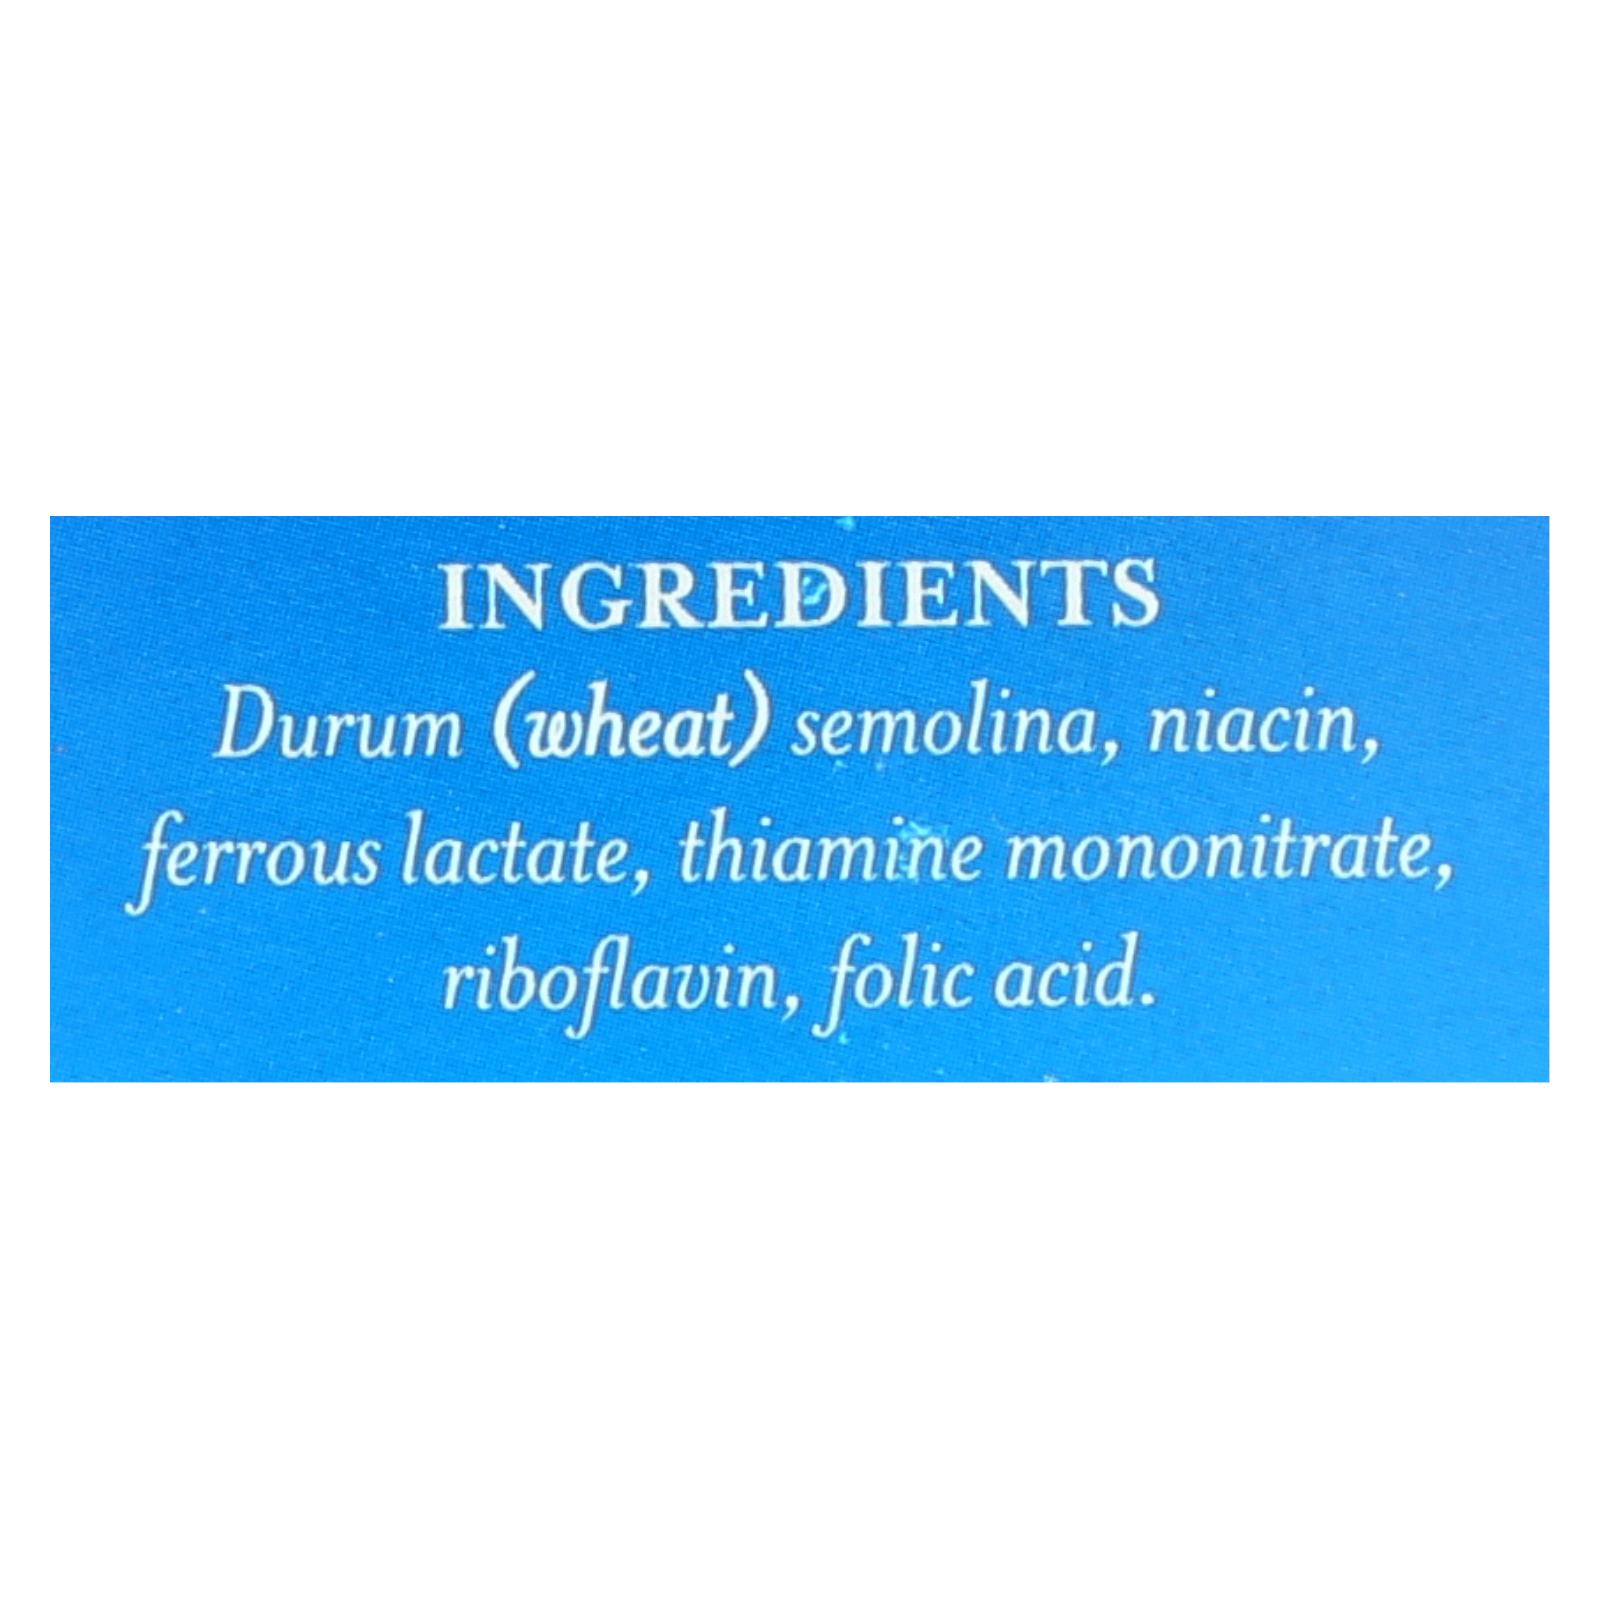 INGREDIENTS
Durum (wheat) semolina, niacin,
ferrous lactate, thiamine mononitrate,
riboflavin, folic acid.